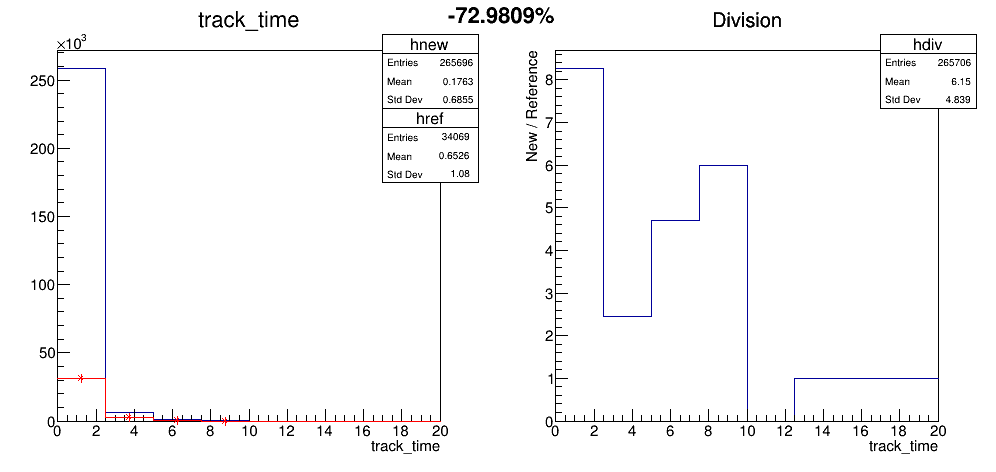 track_time
-72.9809%
Division
×10³
hnew
Entries 265696
Mean 0.1763
Std Dev 0.6855
href
Entries 34069
Mean 0.6526
Std Dev 1.08
250
200
150
100
50
0
0 2 4 6 8 10 12 14 16 18 20
track_time
hdiv
Entries 265706
Mean 6.15
Std Dev 4.839
New / Reference
8
7
6
5
4
3
2
1
0
0 2 4 6 8 10 12 14 16 18 20
track_time